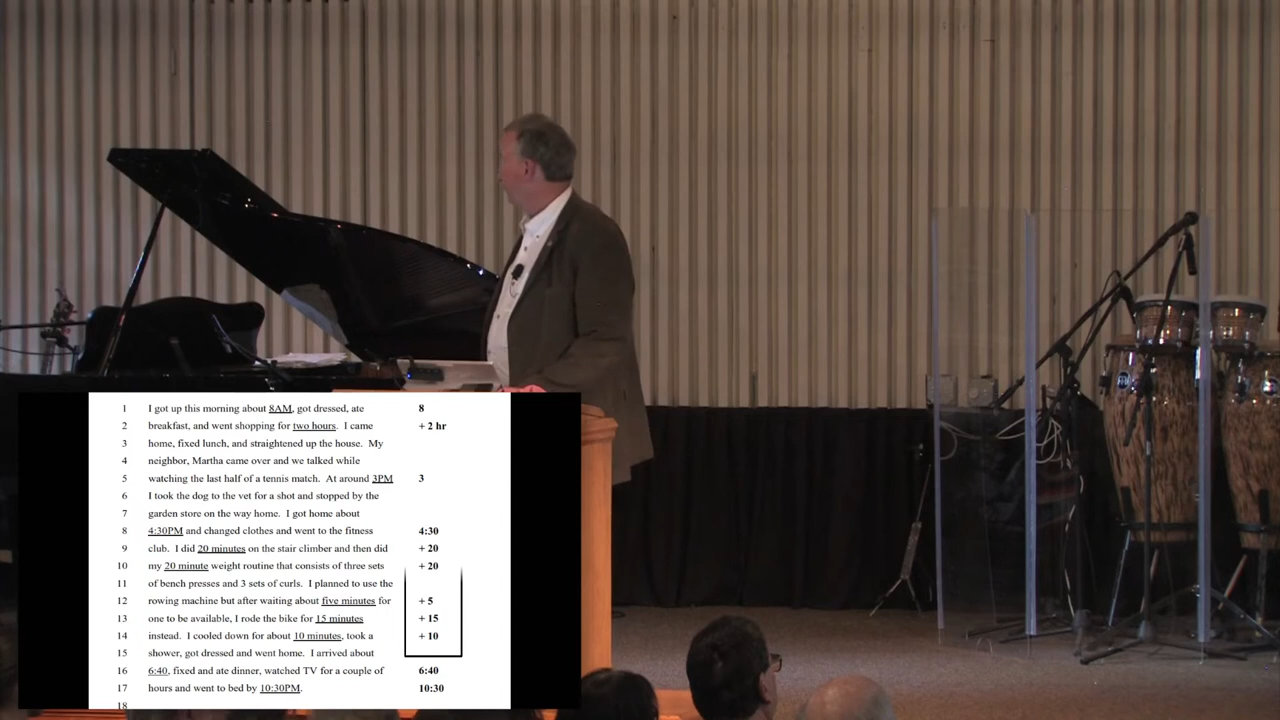 1 I got up this morning about 8AM, got dressed, ate 8
2 breakfast, and went shopping for two hours. I came + 2 hr
3 home, fixed lunch, and straightened up the house. My
4 neighbor, Martha came over and we talked while
5 watching the last half of a tennis match. At around 3PM 3
6 I took the dog to the vet for a shot and stopped by the
7 garden store on the way home. I got home about
8 4:30PM and changed clothes and went to the fitness 4:30
9 club. I did 20 minutes on the stair climber and then did + 20
10 my 20 minute weight routine that consists of three sets + 20
11 of bench presses and 3 sets of curls. I planned to use the
12 rowing machine but after waiting about five minutes for + 5
13 one to be available, I rode the bike for 15 minutes + 15
14 instead. I cooled down for about 10 minutes, took a + 10
15 shower, got dressed and went home. I arrived about
16 6:40, fixed and ate dinner, watched TV for a couple of 6:40
17 hours and went to bed by 10:30PM. 10:30
18